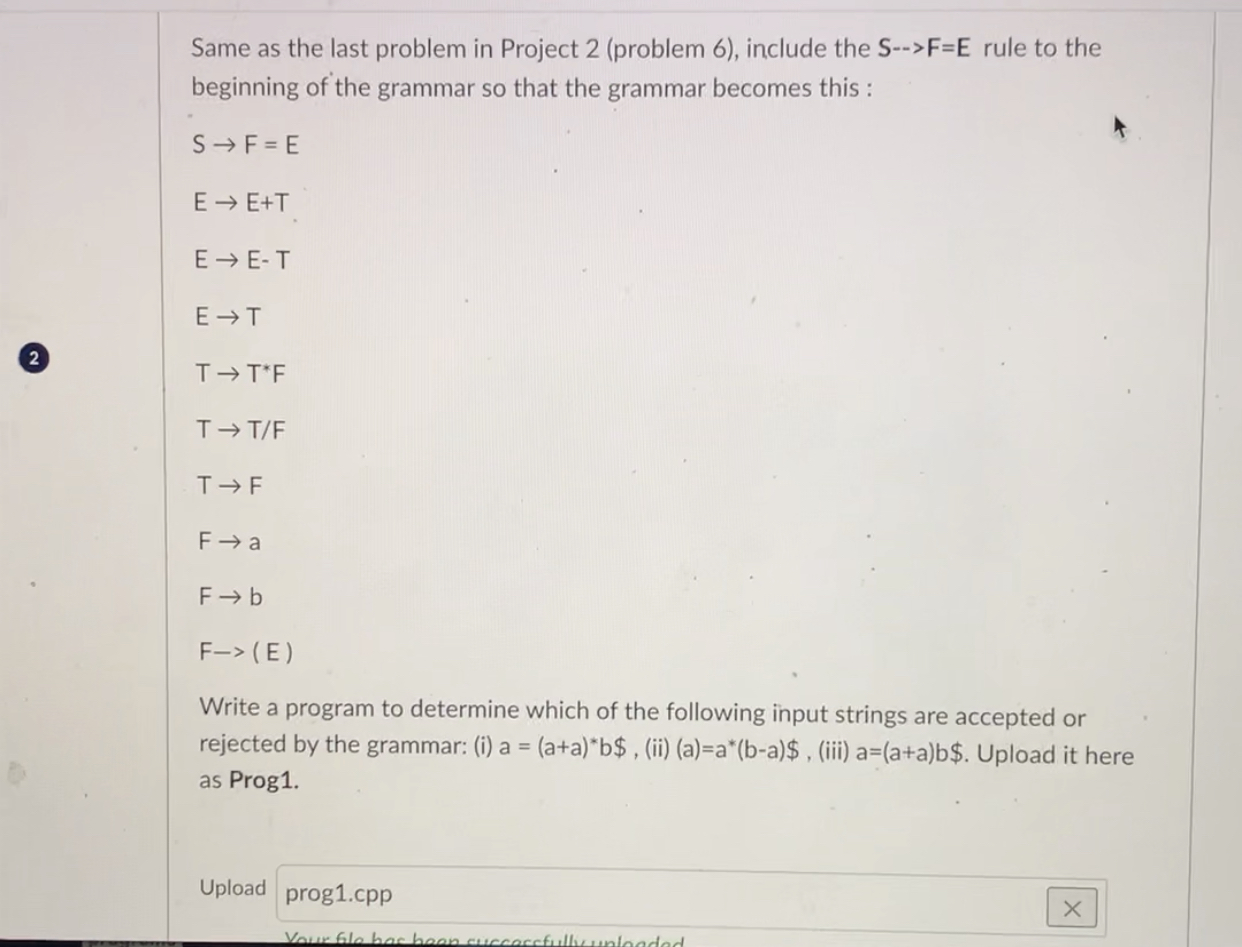 Same as the last problem in Project 2 (problem 6), include the S-->F=E rule to the
beginning of the grammar so that the grammar becomes this :
S → F = E
E → E+T
E → E- T
E → T
2
T → T*F
T → T/F
T → F
F → a
F → b
F—> ( E )
Write a program to determine which of the following input strings are accepted or
rejected by the grammar: (i) a = (a+a)*b$ , (ii) (a)=a*(b-a)$ , (iii) a=(a+a)b$. Upload it here
as Prog1.
Upload prog1.cpp
Your file has been successfully uploaded